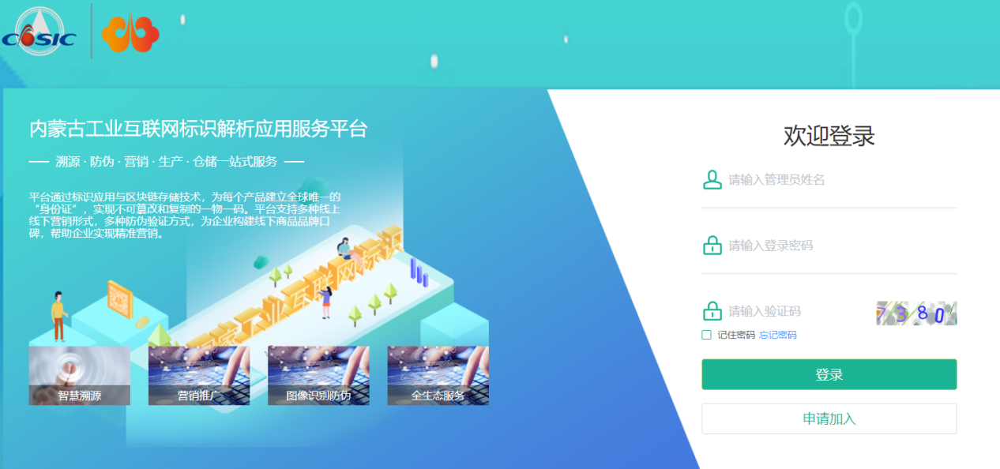 CASIC
内蒙古工业互联网标识解析应用服务平台
溯源 · 防伪 · 营销 · 生产 · 仓储一站式服务
平台通过标识应用与区块链存储技术，为每个产品建立全球唯一的
“身份证”，实现不可篡改和复制的一物一码。平台支持多种线上
线下营销形式，多种防伪验证方式，为企业构建线下商品品牌口
碑，帮助企业实现精准营销。
工业互联网标识
智慧溯源
营销推广
图像识别防伪
全生态服务
欢迎登录
请输入管理员姓名
请输入登录密码
请输入验证码
7380
记住密码 忘记密码
登录
申请加入